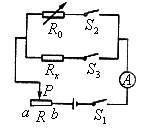 R₀ S₂
Rₓ S₃
A
P
a R b S₁